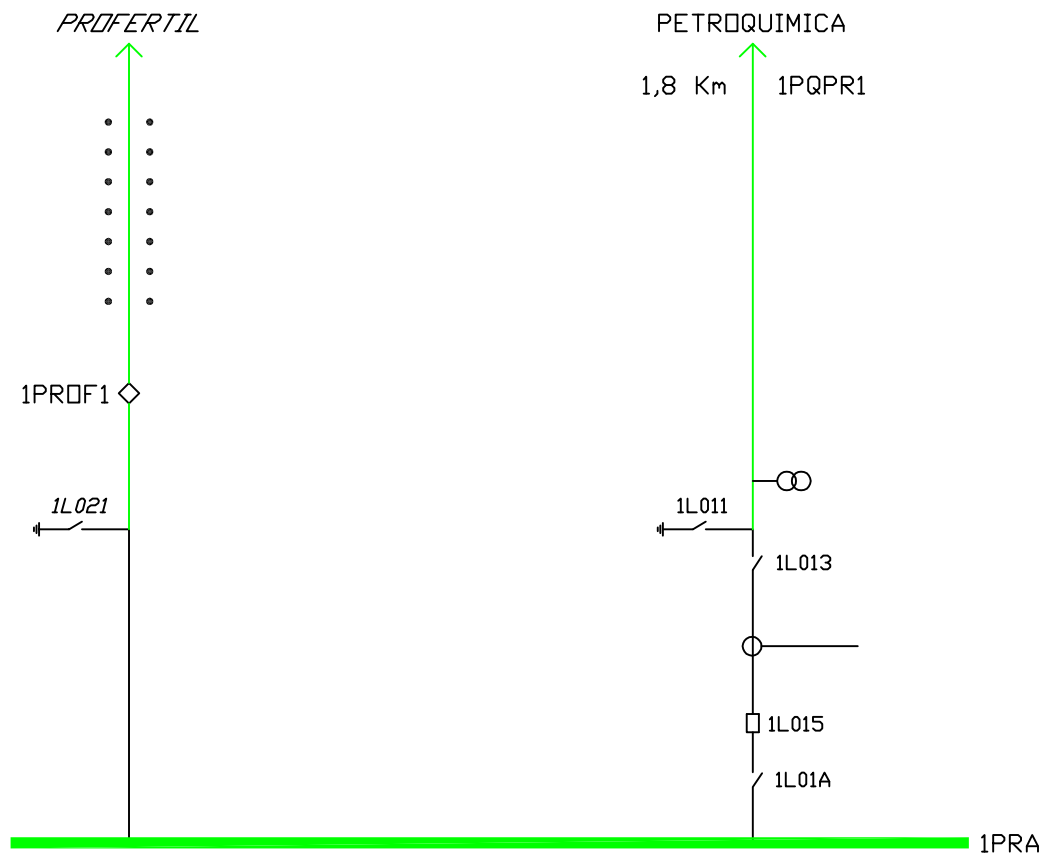 PROFERTIL
PETROQUIMICA
1,8 Km 1PQPR1
1PROF1
1L021
1L011
1L013
1L015
1L01A
1PRA